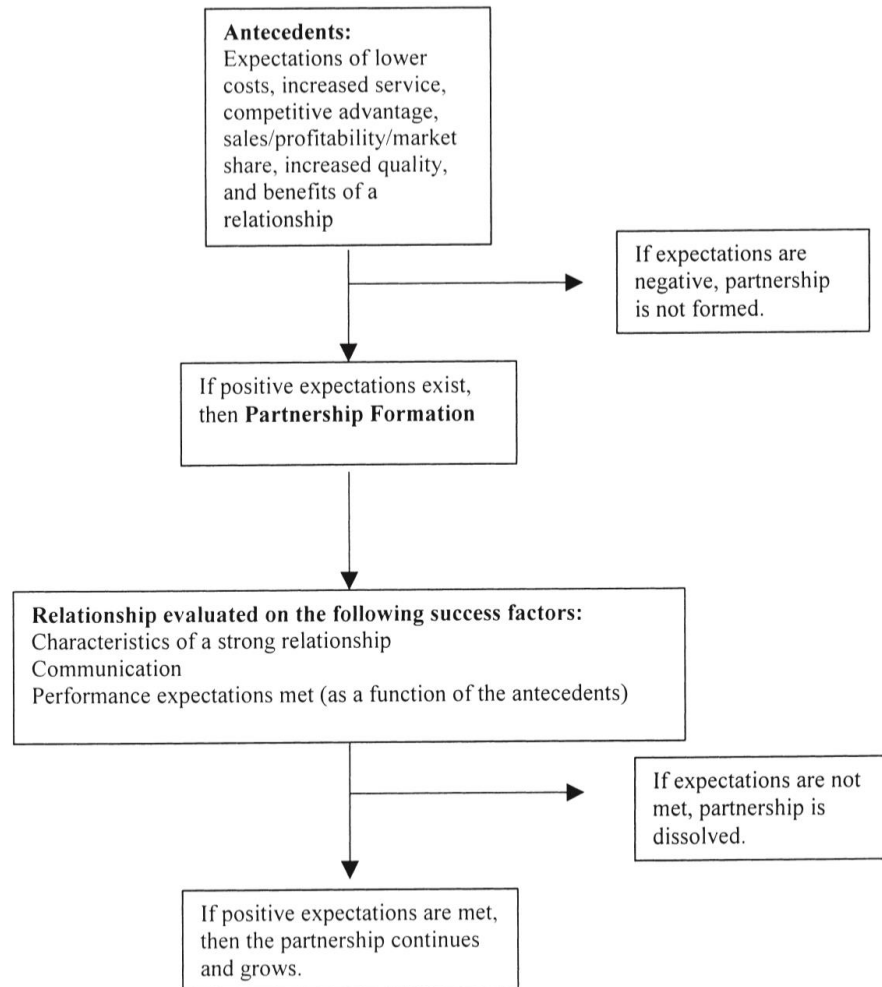 Antecedents:
Expectations of lower
costs, increased service,
competitive advantage,
sales/profitability/market
share, increased quality,
and benefits of a
relationship
If expectations are
negative, partnership
is not formed.
If positive expectations exist,
then Partnership Formation
Relationship evaluated on the following success factors:
Characteristics of a strong relationship
Communication
Performance expectations met (as a function of the antecedents)
If expectations are not
met, partnership is
dissolved.
If positive expectations are met,
then the partnership continues
and grows.